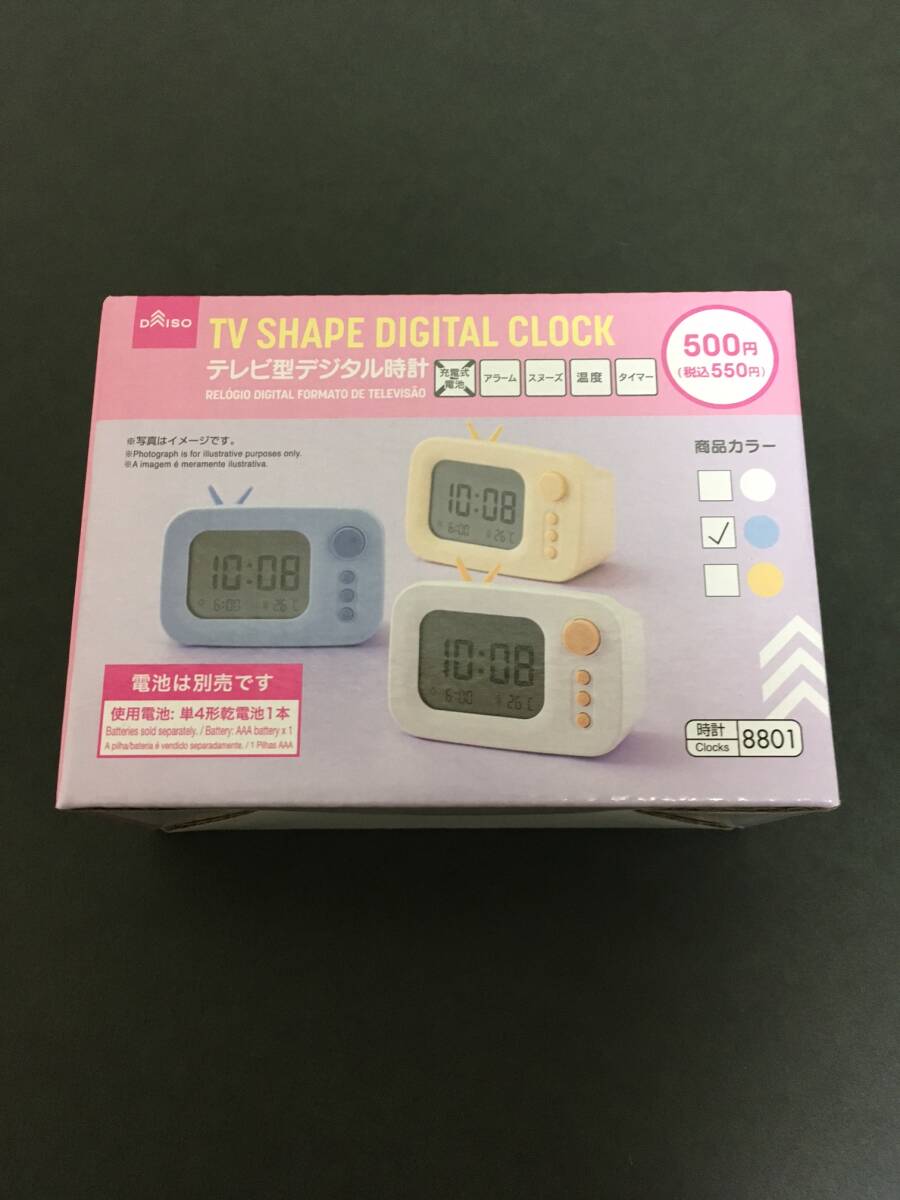 DAISO
TV SHAPE DIGITAL CLOCK
テレビ型デジタル時計
RELÓGIO DIGITAL FORMATO DE TELEVISÃO
充電式
電池
アラーム
スヌーズ
温度
タイマー
500円
(税込550円)
※写真はイメージです。
※Photograph is for illustrative purposes only.
※A imagem é meramente ilustrativa.
商品カラー
10:08
6:00 26℃
10:08
6:00 26℃
10:08
6:00 26℃
電池は別売です
使用電池: 単4形乾電池1本
Batteries sold separately. / Battery: AAA battery x 1
A pilha/bateria é vendido separadamente. / 1 Pilhas AAA
時計
Clocks
8801